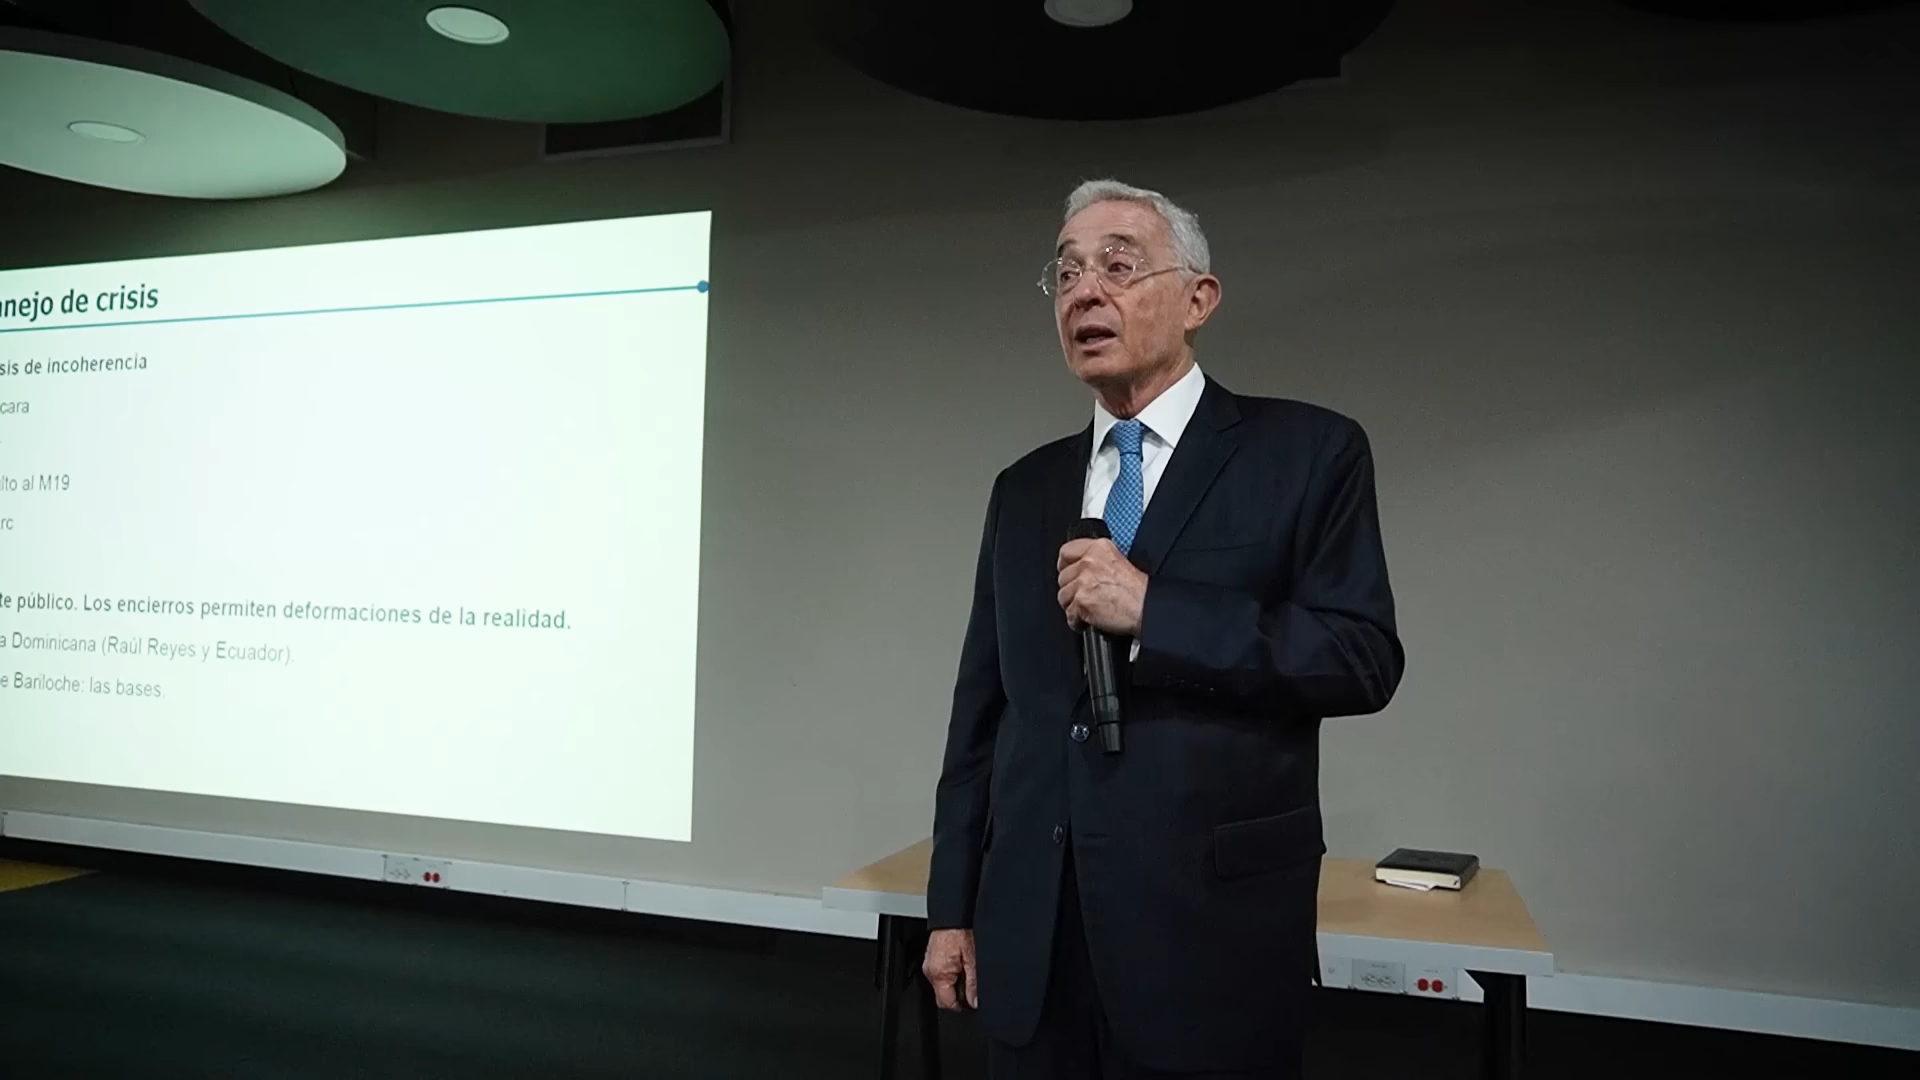 anejo de crisis
sis de incoherencia
cara
lto al M19
rc
te público. Los encierros permiten deformaciones de la realidad.
a Dominicana (Raúl Reyes y Ecuador).
e Bariloche: las bases.